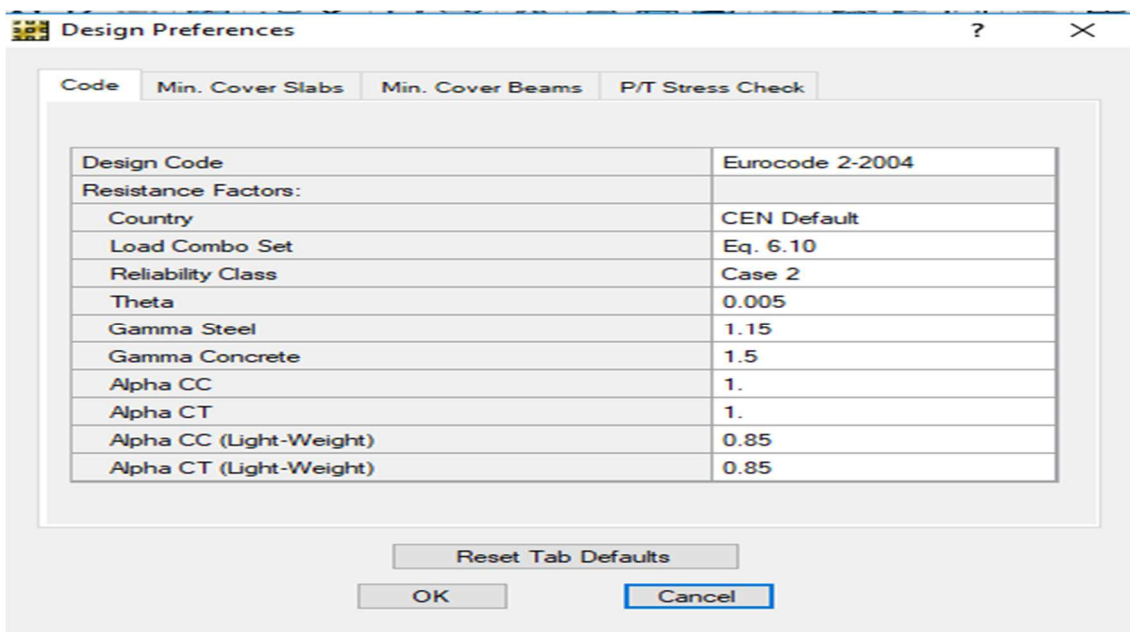 Design Preferences ?
Code Min. Cover Slabs Min. Cover Beams P/T Stress Check
Design Code Eurocode 2-2004
Resistance Factors:
Country CEN Default
Load Combo Set Eq. 6.10
Reliability Class Case 2
Theta 0.005
Gamma Steel 1.15
Gamma Concrete 1.5
Alpha CC 1.
Alpha CT 1.
Alpha CC (Light-Weight) 0.85
Alpha CT (Light-Weight) 0.85
Reset Tab Defaults
OK Cancel